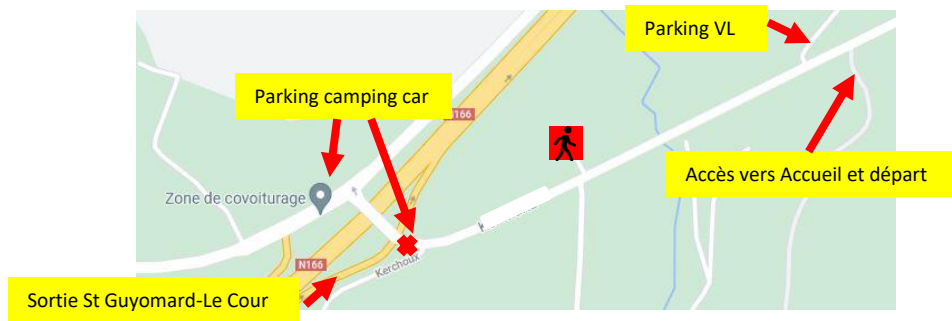 Parking VL
Parking camping car
N166
Accès vers Accueil et départ
Zone de covoiturage
N166
Kerchoux
Sortie St Guyomard-Le Cour